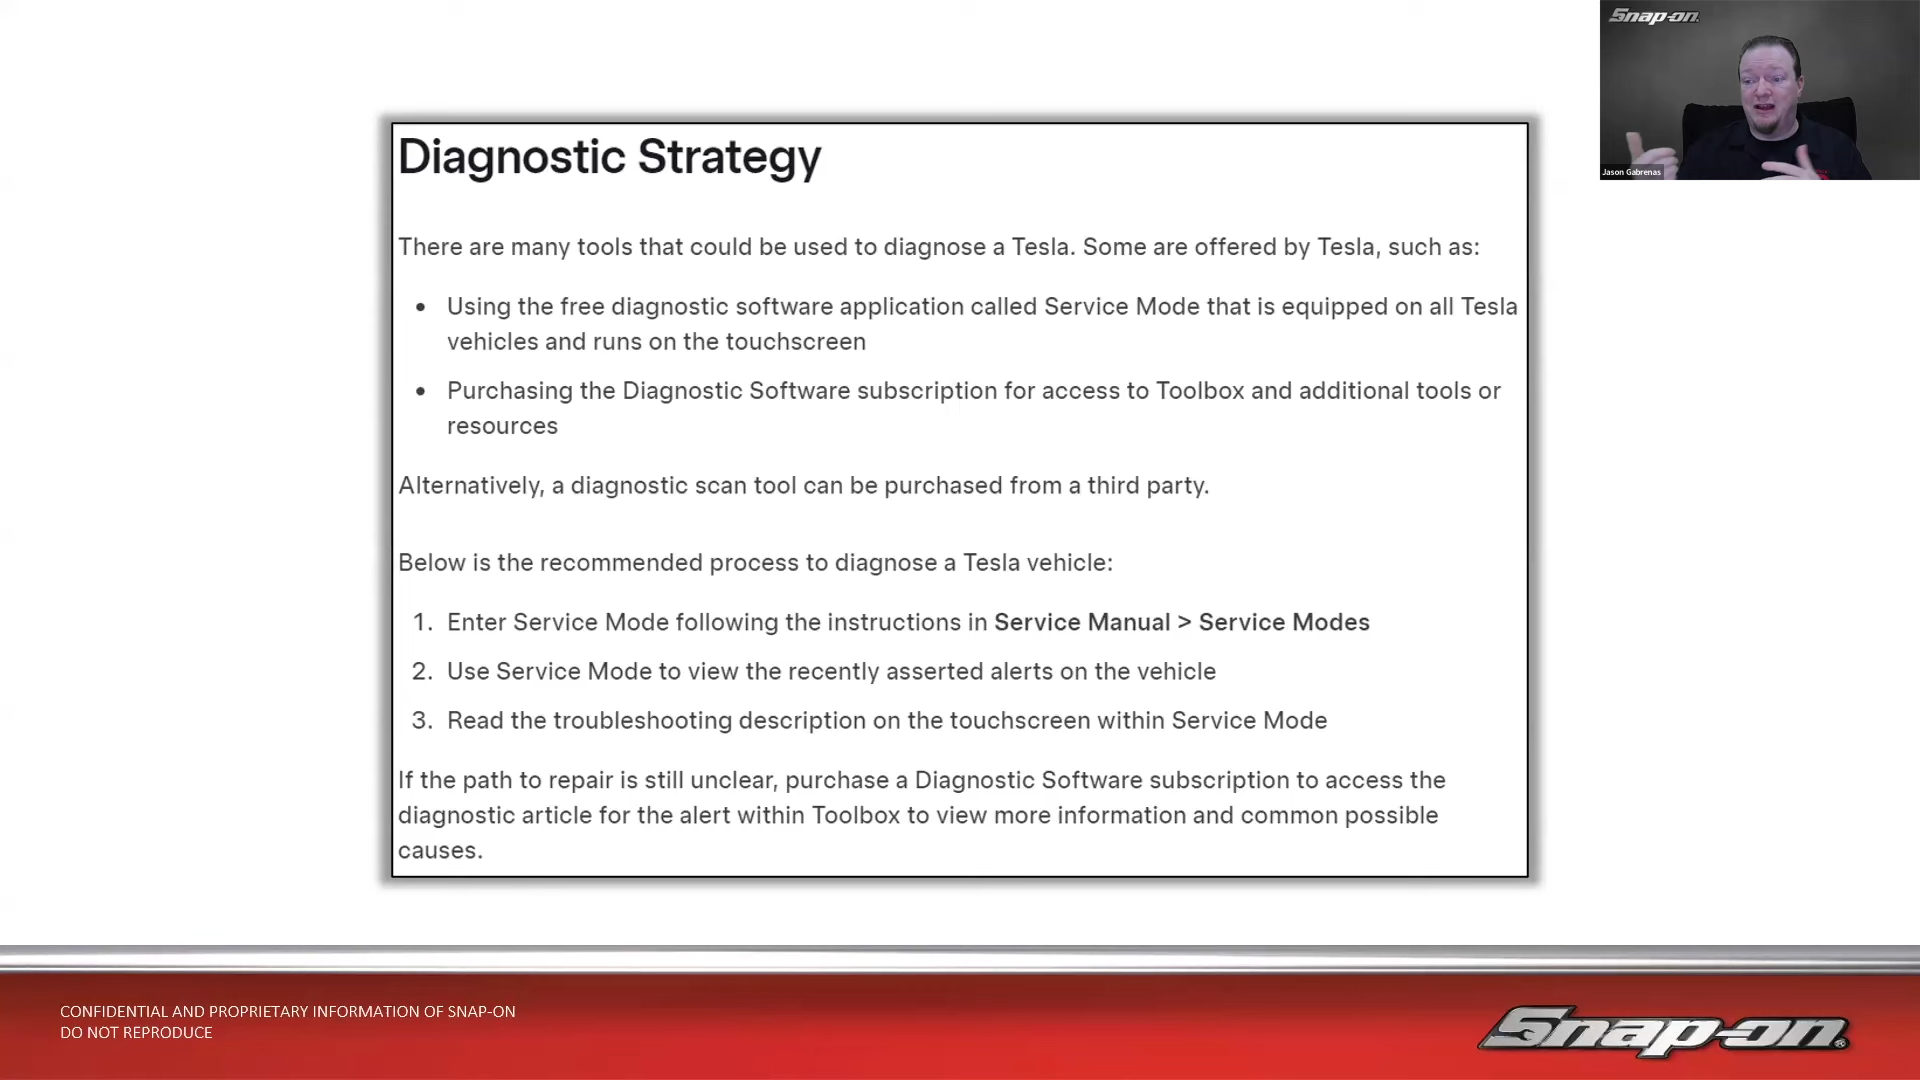 Snap-on
Jason Gabrenas
Diagnostic Strategy
There are many tools that could be used to diagnose a Tesla. Some are offered by Tesla, such as:
• Using the free diagnostic software application called Service Mode that is equipped on all Tesla
vehicles and runs on the touchscreen
• Purchasing the Diagnostic Software subscription for access to Toolbox and additional tools or
resources
Alternatively, a diagnostic scan tool can be purchased from a third party.
Below is the recommended process to diagnose a Tesla vehicle:
1. Enter Service Mode following the instructions in Service Manual > Service Modes
2. Use Service Mode to view the recently asserted alerts on the vehicle
3. Read the troubleshooting description on the touchscreen within Service Mode
If the path to repair is still unclear, purchase a Diagnostic Software subscription to access the
diagnostic article for the alert within Toolbox to view more information and common possible
causes.
CONFIDENTIAL AND PROPRIETARY INFORMATION OF SNAP-ON
DO NOT REPRODUCE
Snap-on®